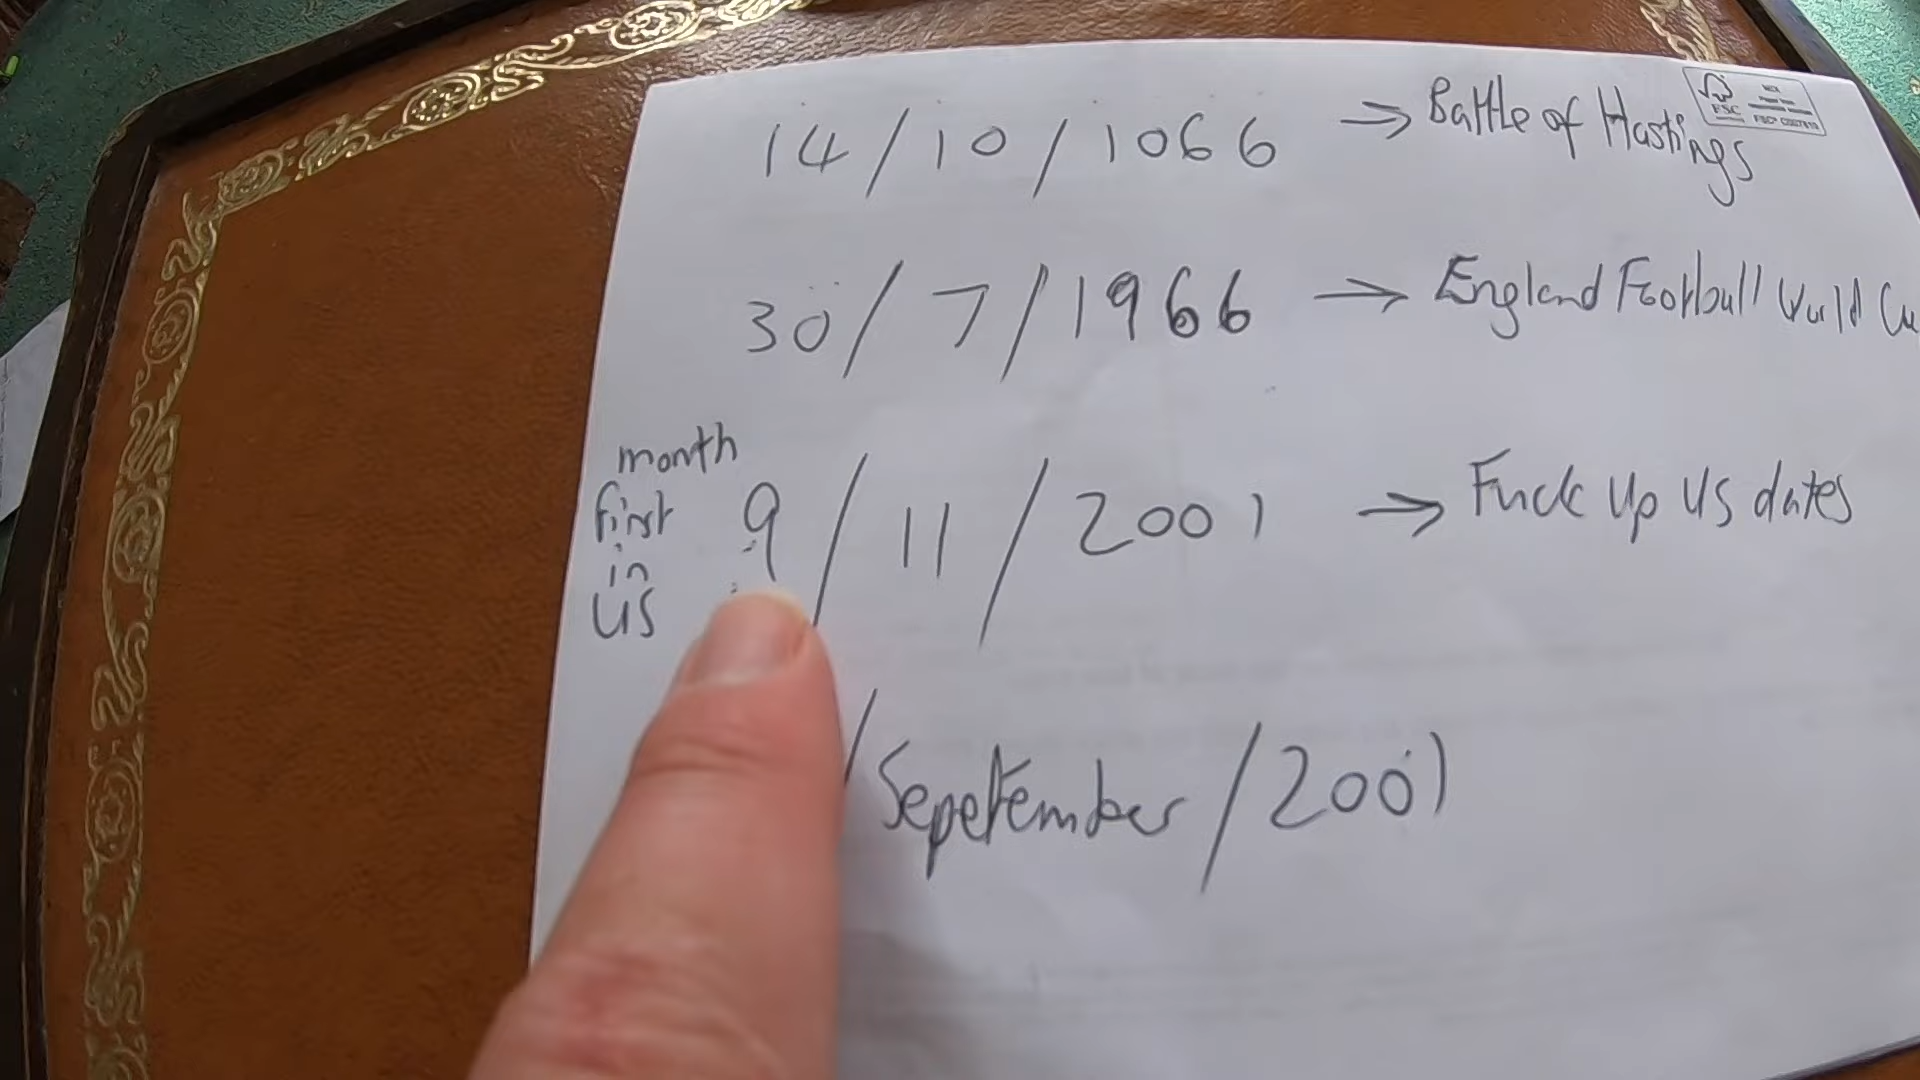 14/10/1066 → Battle of Hastings
FSC
30/7/1966 → England Football World Cu
month first in US
9/11/2001 → Fuck Up US dates
/Sepetember/2001